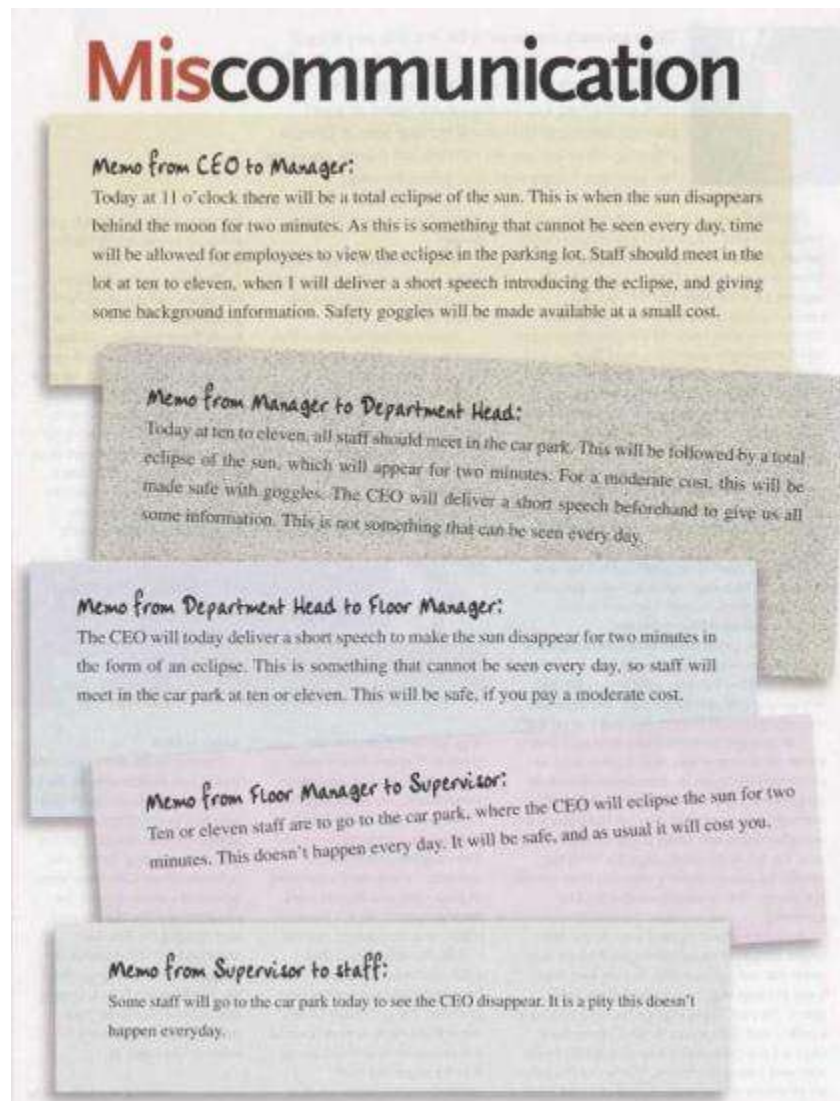 Miscommunication
Memo from CEO to Manager:
Today at 11 o'clock there will be a total eclipse of the sun. This is when the sun disappears
behind the moon for two minutes. As this is something that cannot be seen every day, time
will be allowed for employees to view the eclipse in the parking lot. Staff should meet in the
lot at ten to eleven, when I will deliver a short speech introducing the eclipse, and giving
some background information. Safety goggles will be made available at a small cost.
Memo from Manager to Department Head:
Today at ten to eleven, all staff should meet in the car park. This will be followed by a total
eclipse of the sun, which will appear for two minutes. For a moderate cost, this will be
made safe with goggles. The CEO will deliver a short speech beforehand to give us all
some information. This is not something that can be seen every day.
Memo from Department Head to Floor Manager:
The CEO will today deliver a short speech to make the sun disappear for two minutes in
the form of an eclipse. This is something that cannot be seen every day, so staff will
meet in the car park at ten or eleven. This will be safe, if you pay a moderate cost.
Memo from Floor Manager to Supervisor:
Ten or eleven staff are to go to the car park, where the CEO will eclipse the sun for two
minutes. This doesn't happen every day. It will be safe, and as usual it will cost you.
Memo from Supervisor to staff:
Some staff will go to the car park today to see the CEO disappear. It is a pity this doesn't
happen everyday.